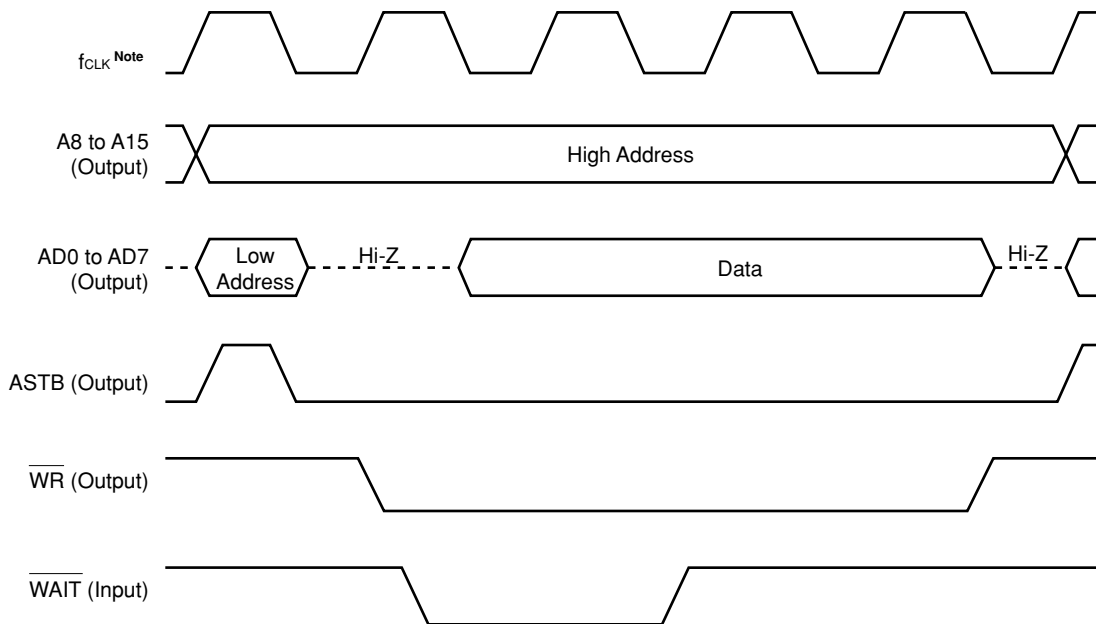 fCLK Note
A8 to A15
(Output)
High Address
AD0 to AD7
(Output)
Low
Address
Hi-Z
Data
Hi-Z
ASTB (Output)
WR (Output)
WAIT (Input)